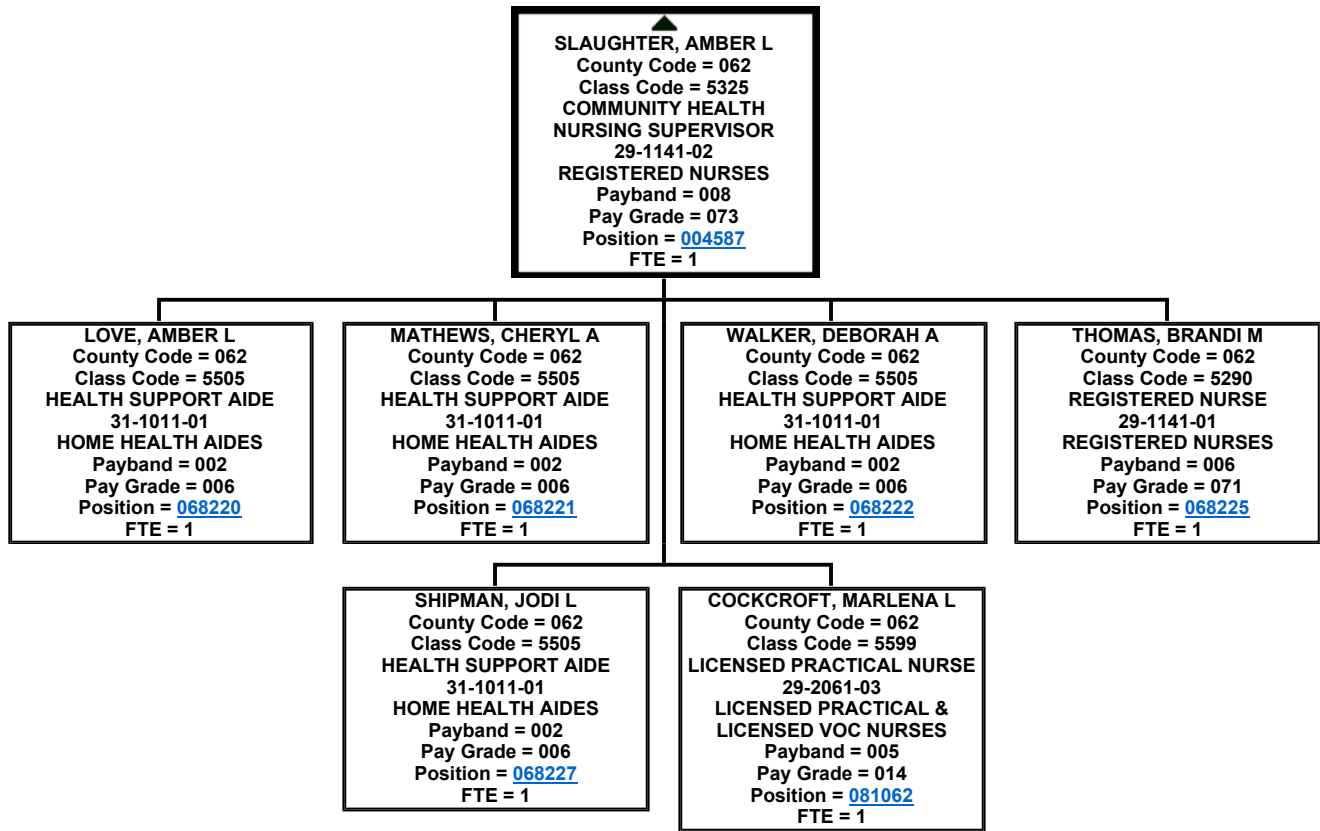 SLAUGHTER, AMBER L
County Code = 062
Class Code = 5325
COMMUNITY HEALTH
NURSING SUPERVISOR
29-1141-02
REGISTERED NURSES
Payband = 008
Pay Grade = 073
Position = 004587
FTE = 1
LOVE, AMBER L
County Code = 062
Class Code = 5505
HEALTH SUPPORT AIDE
31-1011-01
HOME HEALTH AIDES
Payband = 002
Pay Grade = 006
Position = 068220
FTE = 1
MATHEWS, CHERYL A
County Code = 062
Class Code = 5505
HEALTH SUPPORT AIDE
31-1011-01
HOME HEALTH AIDES
Payband = 002
Pay Grade = 006
Position = 068221
FTE = 1
WALKER, DEBORAH A
County Code = 062
Class Code = 5505
HEALTH SUPPORT AIDE
31-1011-01
HOME HEALTH AIDES
Payband = 002
Pay Grade = 006
Position = 068222
FTE = 1
THOMAS, BRANDI M
County Code = 062
Class Code = 5290
REGISTERED NURSE
29-1141-01
REGISTERED NURSES
Payband = 006
Pay Grade = 071
Position = 068225
FTE = 1
SHIPMAN, JODI L
County Code = 062
Class Code = 5505
HEALTH SUPPORT AIDE
31-1011-01
HOME HEALTH AIDES
Payband = 002
Pay Grade = 006
Position = 068227
FTE = 1
COCKCROFT, MARLENA L
County Code = 062
Class Code = 5599
LICENSED PRACTICAL NURSE
29-2061-03
LICENSED PRACTICAL &
LICENSED VOC NURSES
Payband = 005
Pay Grade = 014
Position = 081062
FTE = 1